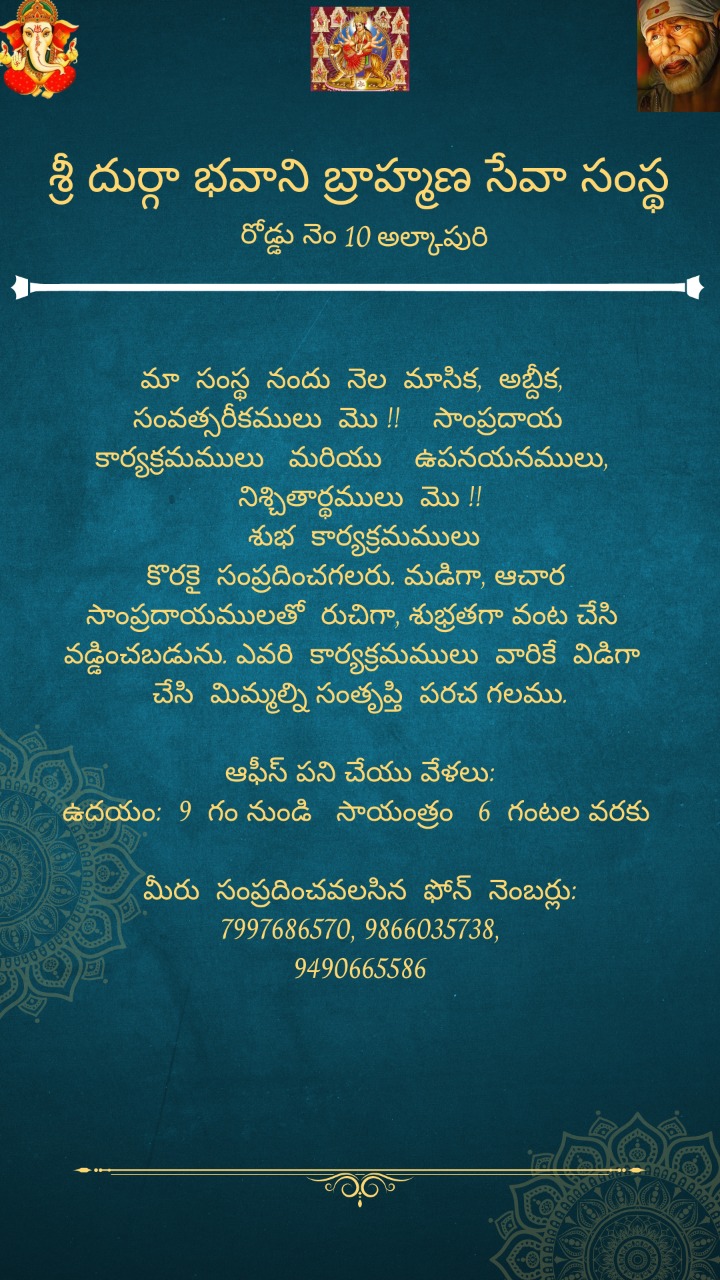 శ్రీ దుర్గా భవాని బ్రాహ్మణ సేవా సంస్థ
రోడ్డు నెం 10 అల్కాపురి
మా సంస్థ నందు నెల మాసిక, అబ్దీక,
సంవత్సరీకములు మొ !! సాంప్రదాయ
కార్యక్రమములు మరియు ఉపనయనములు,
నిశ్చితార్థములు మొ !!
శుభ కార్యక్రమములు
కొరకై సంప్రదించగలరు. మడిగా, ఆచార
సాంప్రదాయములతో రుచిగా, శుభ్రతగా వంట చేసి
వడ్డించబడును. ఎవరి కార్యక్రమములు వారికే విడిగా
చేసి మిమ్మల్ని సంతృప్తి పరచ గలము.
ఆఫీస్ పని చేయు వేళలు:
ఉదయం: 9 గం నుండి సాయంత్రం 6 గంటల వరకు
మీరు సంప్రదించవలసిన ఫోన్ నెంబర్లు:
7997686570, 9866035738,
9490665586